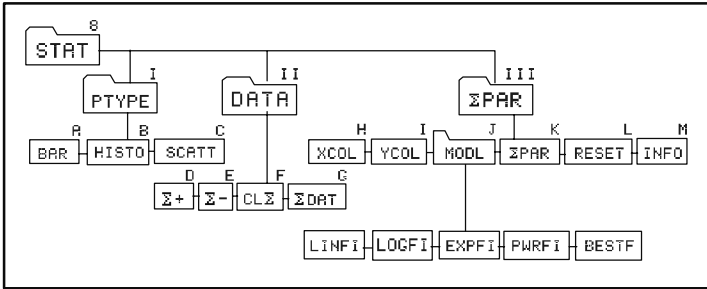 8
STAT
I II III
PTYPE DATA ΣPAR
A B C H I J K L M
BAR HISTO SCATT XCOL YCOL MODL ΣPAR RESET INFO
D E F G
Σ+ Σ- CLΣ ΣDAT
LINFI LOGFI EXPFI PWRFI BESTF